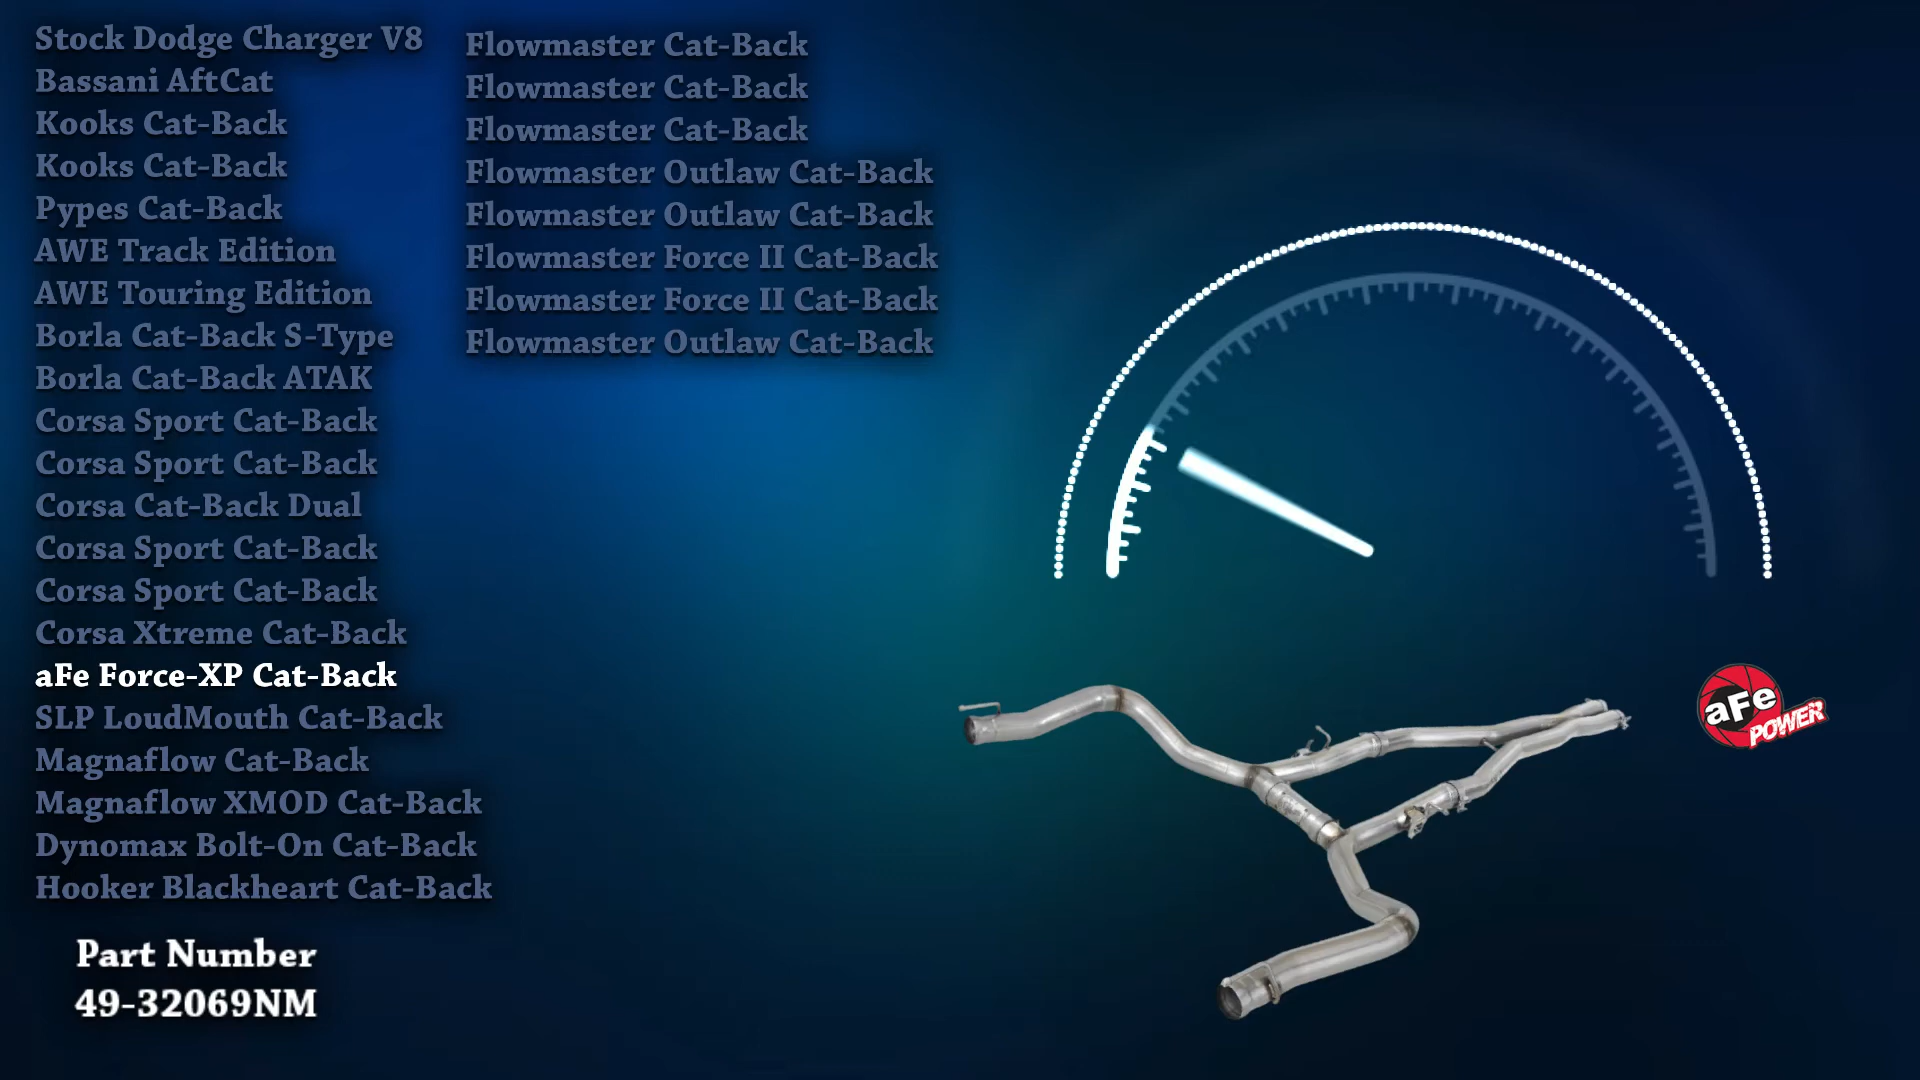 Stock Dodge Charger V8
Bassani AftCat
Kooks Cat-Back
Kooks Cat-Back
Pypes Cat-Back
AWE Track Edition
AWE Touring Edition
Borla Cat-Back S-Type
Borla Cat-Back ATAK
Corsa Sport Cat-Back
Corsa Sport Cat-Back
Corsa Cat-Back Dual
Corsa Sport Cat-Back
Corsa Sport Cat-Back
Corsa Xtreme Cat-Back
aFe Force-XP Cat-Back
SLP LoudMouth Cat-Back
Magnaflow Cat-Back
Magnaflow XMOD Cat-Back
Dynomax Bolt-On Cat-Back
Hooker Blackheart Cat-Back
Flowmaster Cat-Back
Flowmaster Cat-Back
Flowmaster Cat-Back
Flowmaster Outlaw Cat-Back
Flowmaster Outlaw Cat-Back
Flowmaster Force II Cat-Back
Flowmaster Force II Cat-Back
Flowmaster Outlaw Cat-Back
aFe
POWER
Part Number
49-32069NM